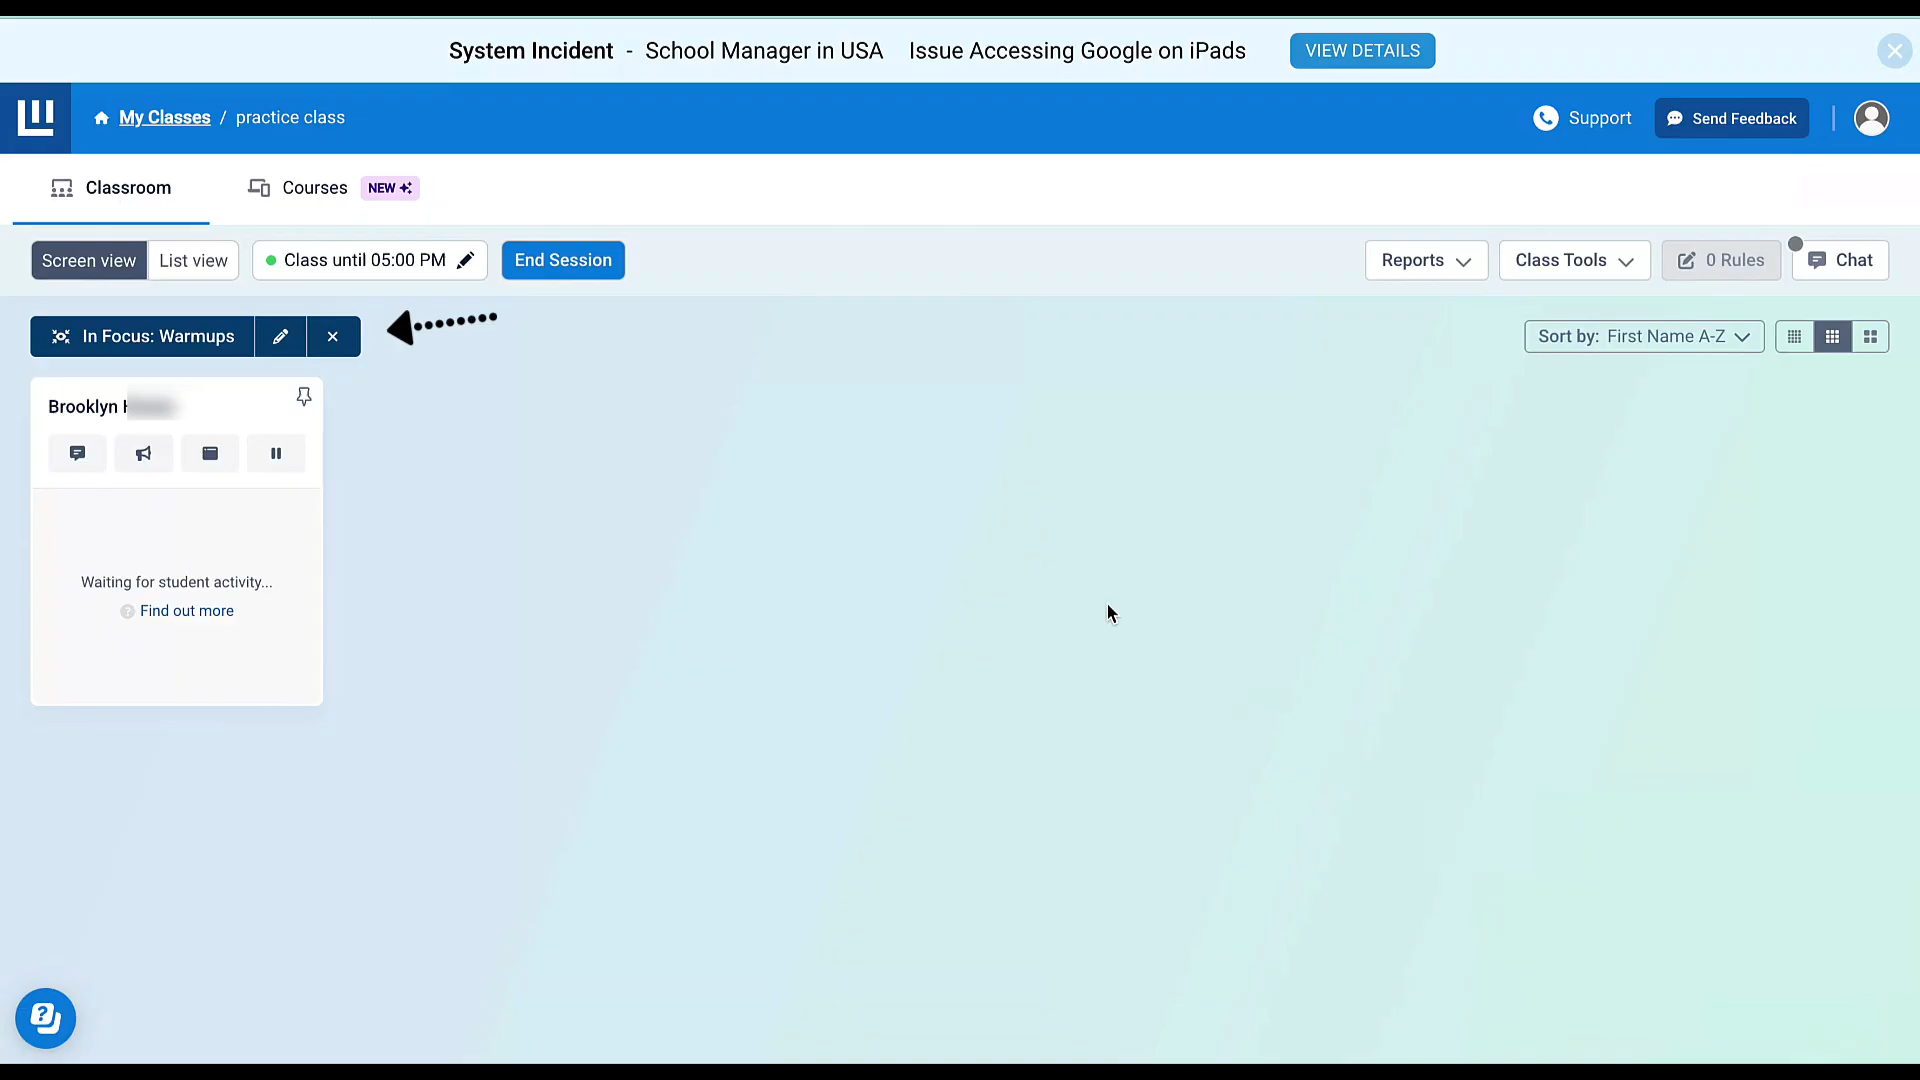 System Incident - School Manager in USA Issue Accessing Google on iPads VIEW DETAILS
My Classes / practice class
Support
Send Feedback
Classroom
Courses NEW
Screen view
List view
Class until 05:00 PM
End Session
Reports
Class Tools
0 Rules
Chat
In Focus: Warmups
Sort by: First Name A-Z
Brooklyn
Waiting for student activity...
Find out more